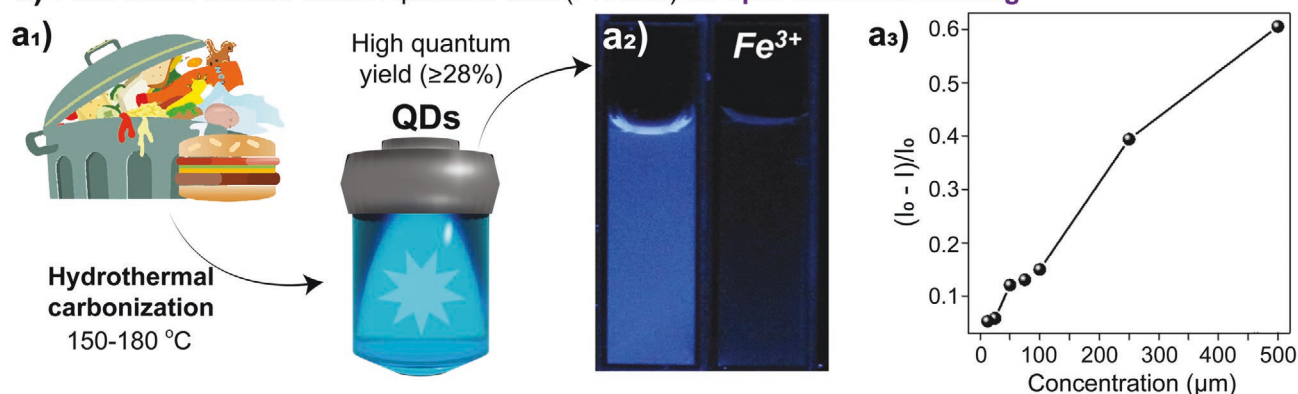 a₁)
High quantum
yield (≥28%)
QDs
Hydrothermal
carbonization
150-180 °C
a₂)
Fe³⁺
a₃)
0.6
0.5
0.4
0.3
0.2
0.1
(I₀ - I)/I₀
0 100 200 300 400 500
Concentration (μm)